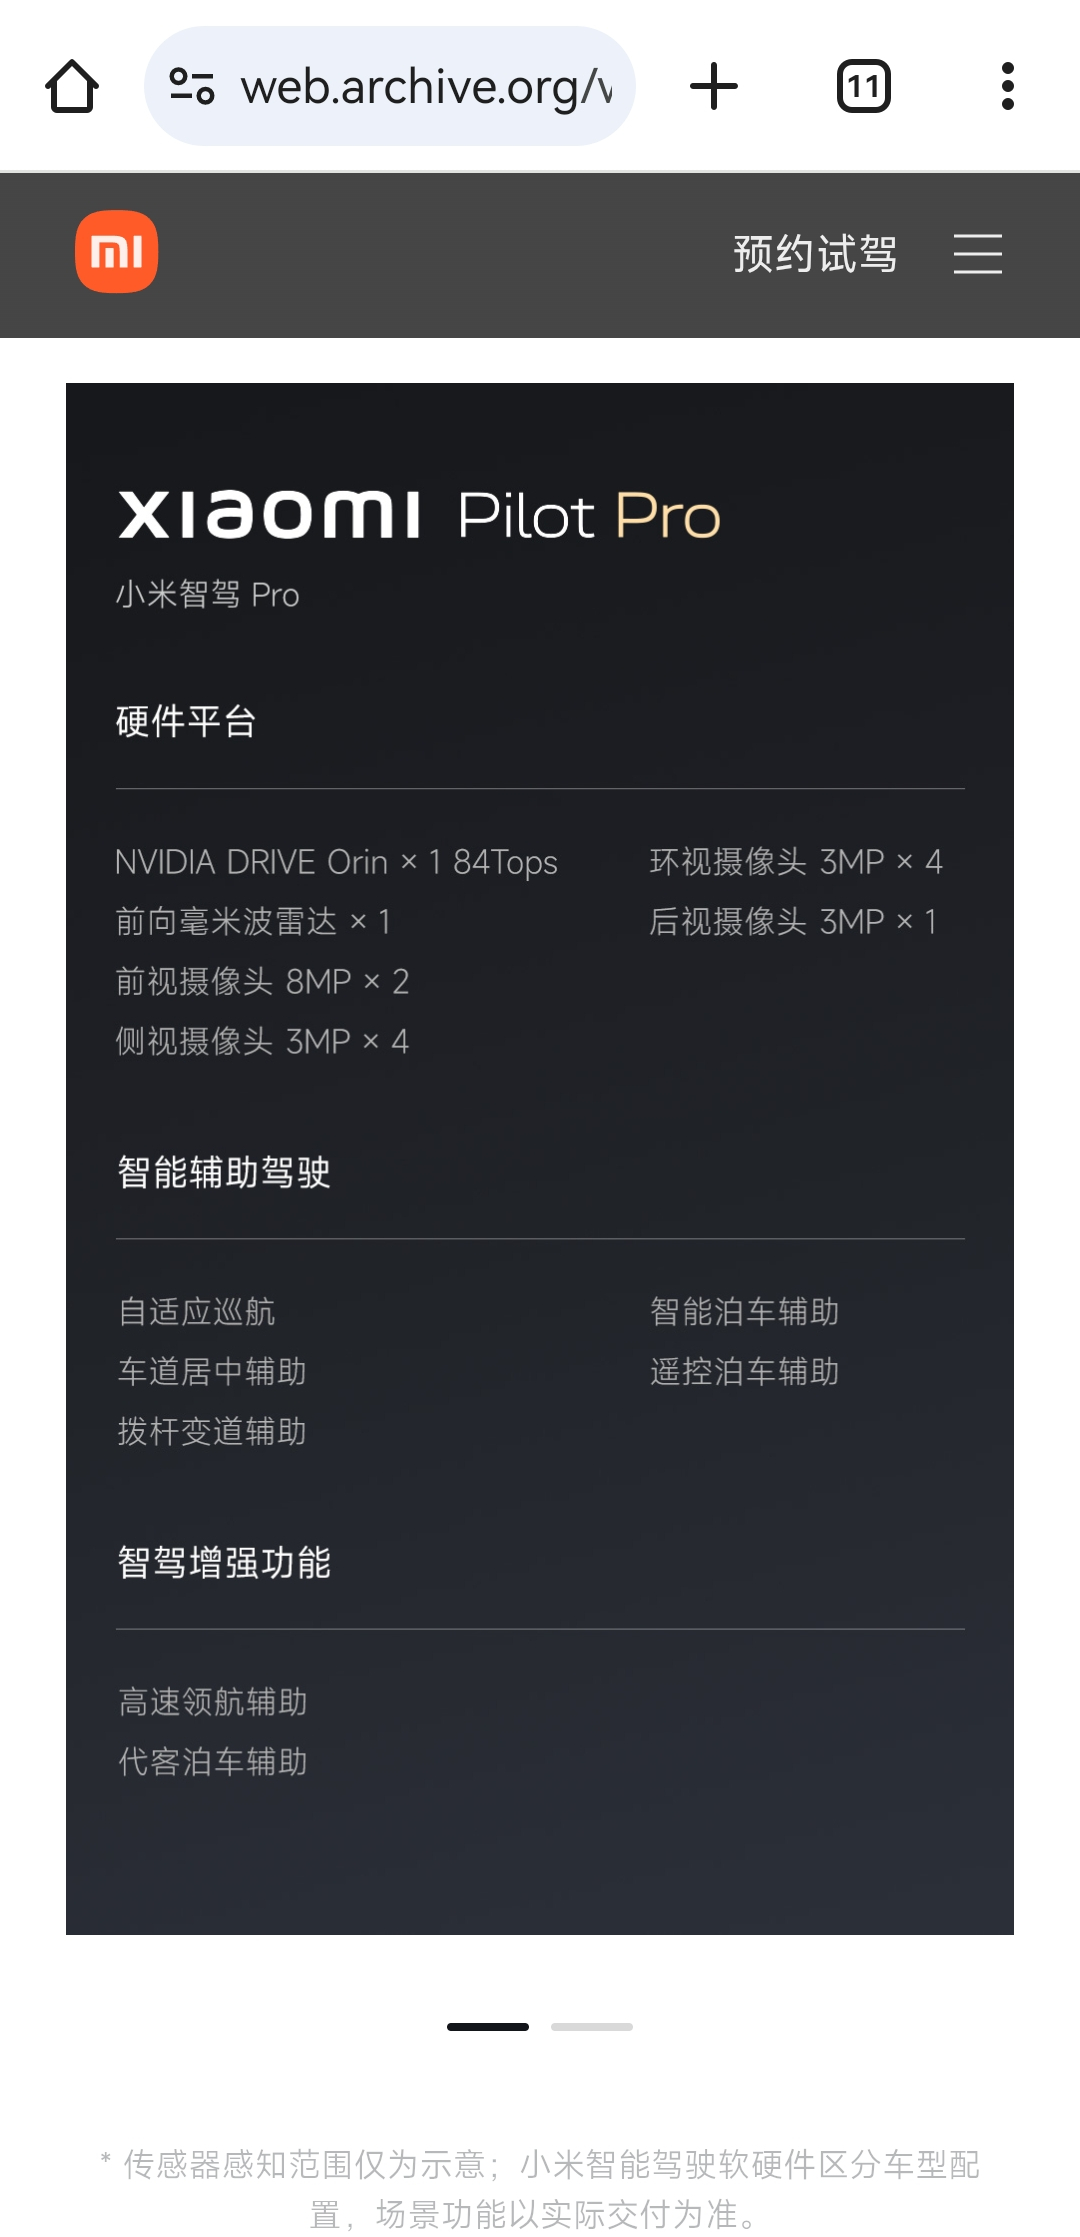 web.archive.org/
11
mi
预约试驾
xiaomi Pilot Pro
小米智驾 Pro
硬件平台
NVIDIA DRIVE Orin × 1 84Tops
前向毫米波雷达 × 1
前视摄像头 8MP × 2
侧视摄像头 3MP × 4
环视摄像头 3MP × 4
后视摄像头 3MP × 1
智能辅助驾驶
自适应巡航
车道居中辅助
拨杆变道辅助
智能泊车辅助
遥控泊车辅助
智驾增强功能
高速领航辅助
代客泊车辅助
* 传感器感知范围仅为示意；小米智能驾驶软硬件区分车型配
置，场景功能以实际交付为准。